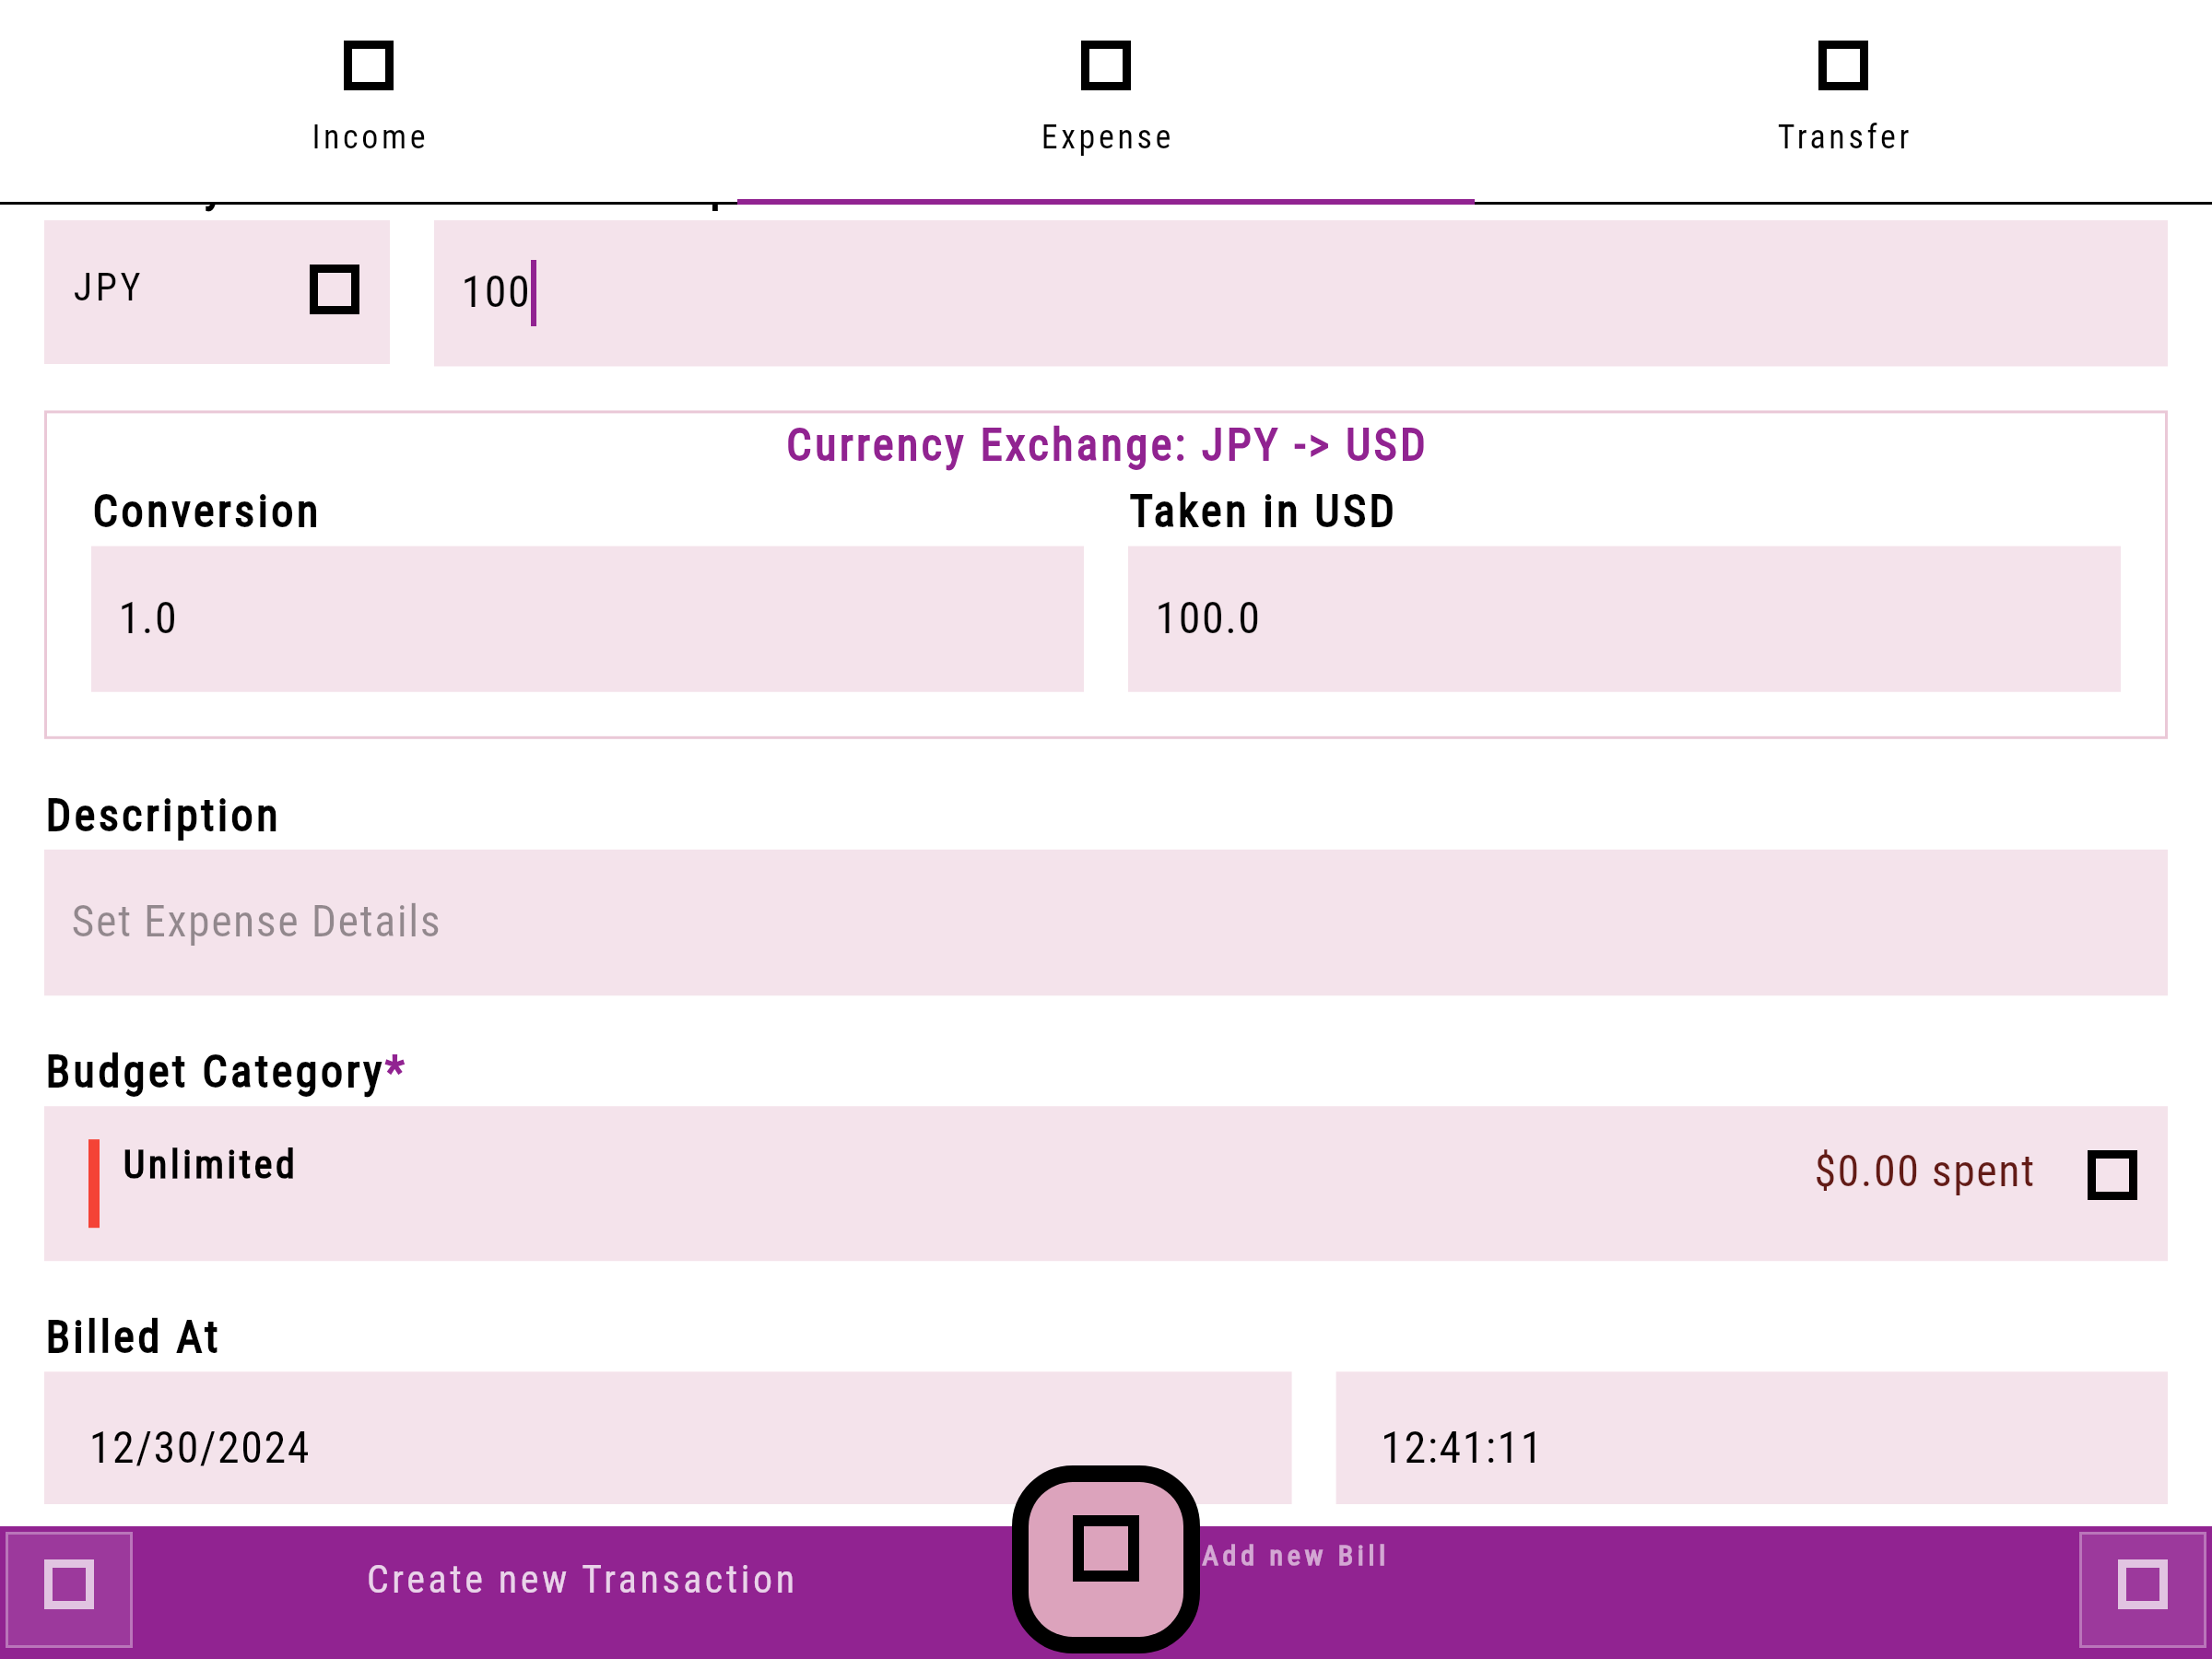 Income Expense Transfer
JPY 100
Currency Exchange: JPY -> USD
Conversion Taken in USD
1.0 100.0
Description
Set Expense Details
Budget Category*
Unlimited $0.00 spent
Billed At
12/30/2024 12:41:11
Create new Transaction Add new Bill